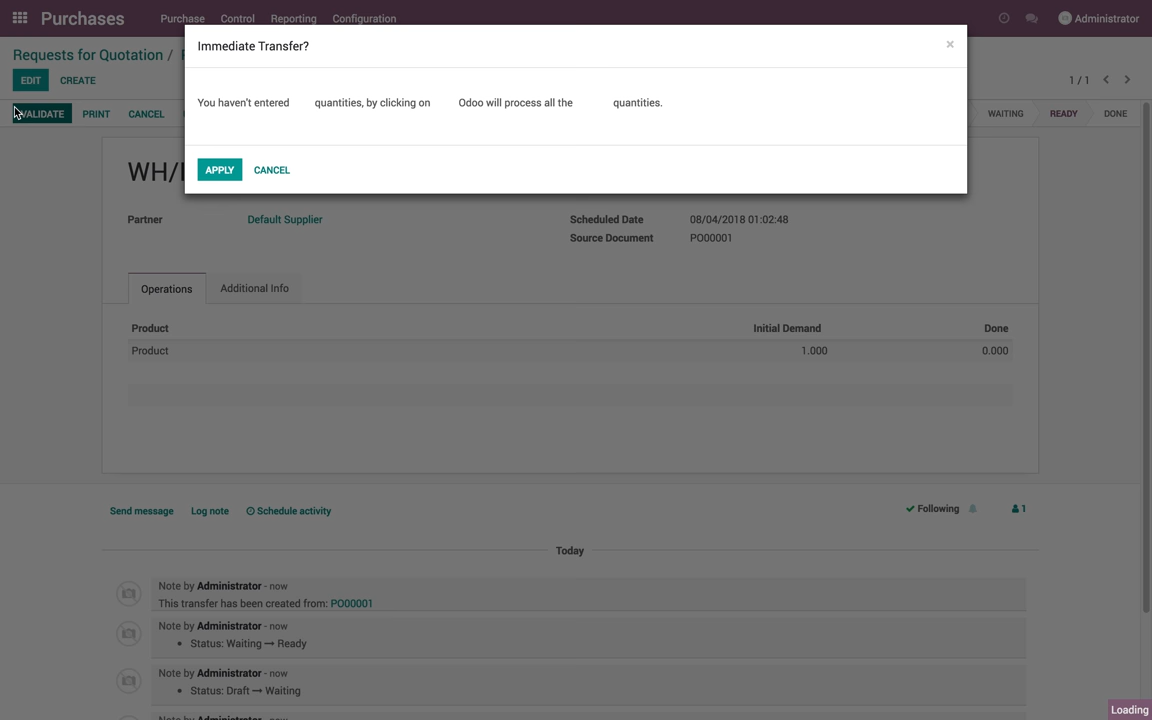 Purchases Purchase Control Reporting Configuration Administrator
Immediate Transfer?
×
Requests for Quotation /
EDIT CREATE 1 / 1
You haven't entered quantities, by clicking on Odoo will process all the quantities.
VALIDATE PRINT CANCEL WAITING READY DONE
APPLY CANCEL
WH/
Partner Default Supplier Scheduled Date 08/04/2018 01:02:48
Source Document PO00001
Operations Additional Info
Product Initial Demand Done
Product 1.000 0.000
Send message Log note Schedule activity Following 1
Today
Note by Administrator - now
This transfer has been created from: PO00001
Note by Administrator - now
• Status: Waiting → Ready
Note by Administrator - now
• Status: Draft → Waiting
Note by Administrator - now
Loading